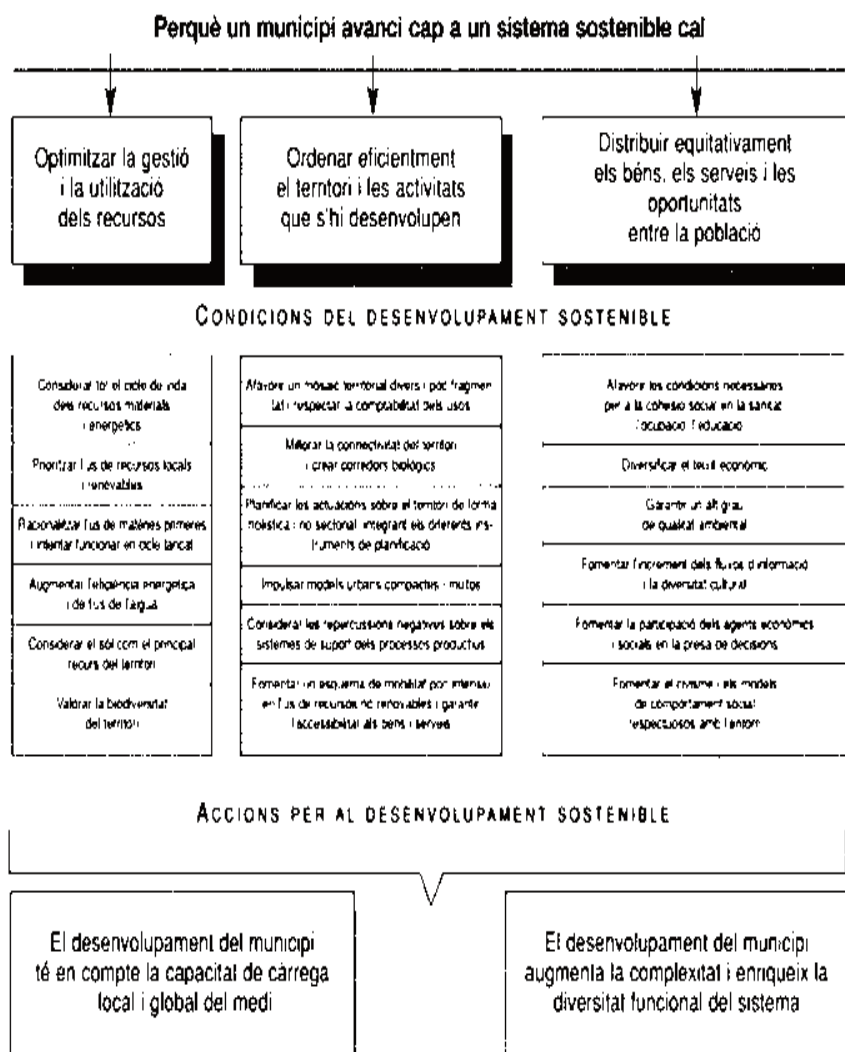 Perquè un municipi avanci cap a un sistema sostenible cal
Optimitzar la gestió
i la utilització
dels recursos
Ordenar eficientment
el territori i les activitats
que s'hi desenvolupen
Distribuir equitativament
els béns, els serveis i les
oportunitats
entre la població
CONDICIONS DEL DESENVOLUPAMENT SOSTENIBLE
Considerar tot el cicle de vida
dels recursos materials
i energètics
Prioritzar l'ús de recursos locals
i renovables
Racionalitzar l'ús de matèries primeres
i intentar funcionar en cicle tancat
Augmentar l'eficiència energètica
i de l'ús de l'aigua
Considerar el sòl com el principal
recurs del territori
Valorar la biodiversitat
del territori
Afavorir un mosaic territorial divers i poc fragmen
tat i respectar la comptabilitat dels usos
Millorar la connectivitat del territori
i crear corredors biològics
Planificar les actuacions sobre el territori de forma
holística i no sectorial, integrant els diferents ins-
truments de planificació
Impulsar models urbans compactes i mixtos
Considerar les repercussions negatives sobre els
sistemes de suport dels processos productius
Fomentar un esquema de mobilitat poc intensiu
en l'ús de recursos no renovables i garantir
l'accessibilitat als béns i serveis
Afavorir les condicions necessàries
per a la cohesió social en la sanitat
l'ocupació l'educació
Diversificar el teixit econòmic
Garantir un alt grau
de qualitat ambiental
Fomentar l'increment dels fluxos d'informació
i la diversitat cultural
Fomentar la participació dels agents econòmics
i socials en la presa de decisions
Fomentar el civisme i els models
de comportament social
respectuosos amb l'entorn
ACCIONS PER AL DESENVOLUPAMENT SOSTENIBLE
El desenvolupament del municipi
té en compte la capacitat de càrrega
local i global del medi
El desenvolupament del municipi
augmenta la complexitat i enriqueix la
diversitat funcional del sistema